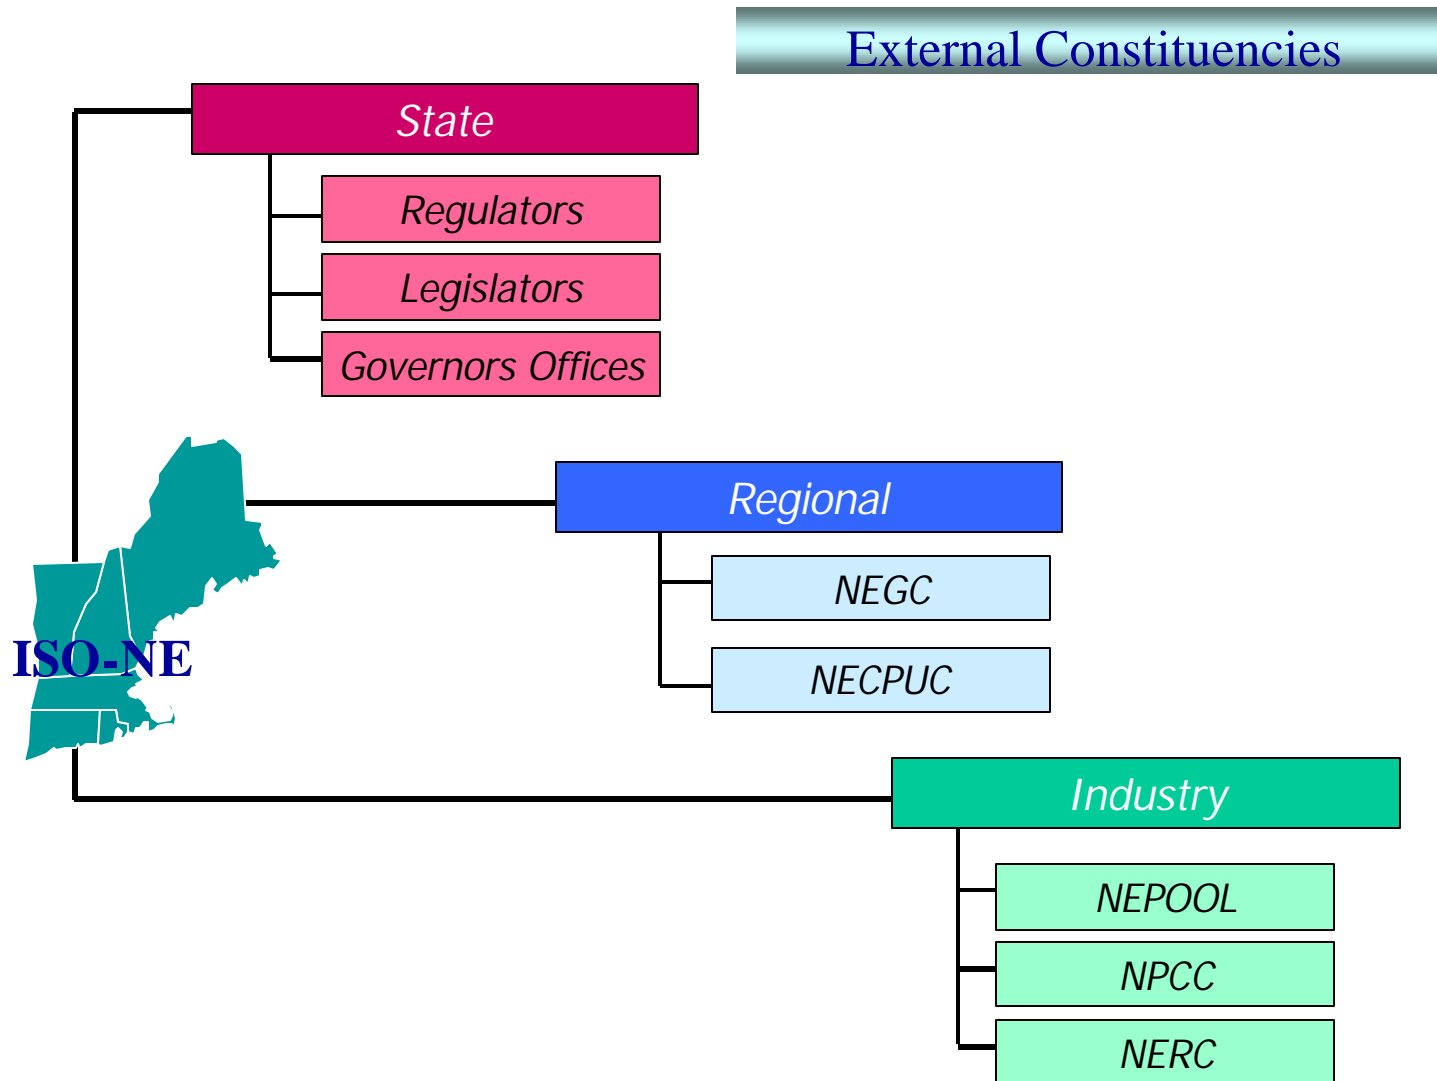 External Constituencies
State
Regulators
Legislators
Governors Offices
Regional
NEGC
NECPUC
ISO-NE
Industry
NEPOOL
NPCC
NERC